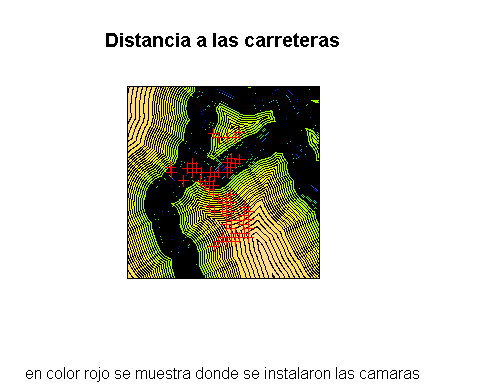 Distancia a las carreteras
en color rojo se muestra donde se instalaron las camaras